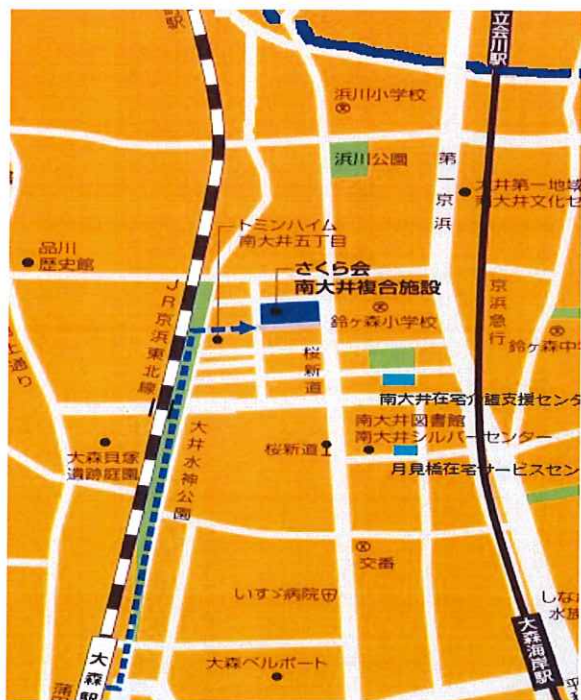 立会川駅
浜川小学校
浜川公園
第一京浜
大井第一地域
南大井文化セ
トミンハイム
南大井五丁目
品川
歴史館
さくら会
南大井複合施設
JR京浜東北線
鈴ヶ森小学校
京浜急行
鈴ヶ森中
桜新道
南大井在宅介護支援センタ
大井水神公園
南大井図書館
南大井シルバーセンター
大森貝塚
遺跡庭園
桜新道
月見橋在宅サービスセン
交番
いすゞ病院
しな
水族
大森海岸駅
大森駅
大森ベルポート
蒲田